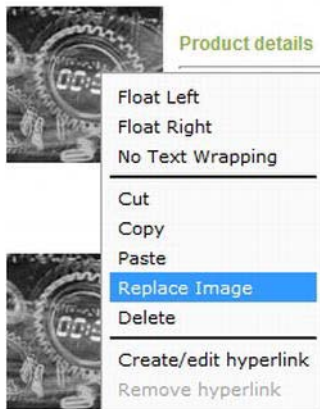 Product details
Float Left
Float Right
No Text Wrapping
Cut
Copy
Paste
Replace Image
Delete
Create/edit hyperlink
Remove hyperlink